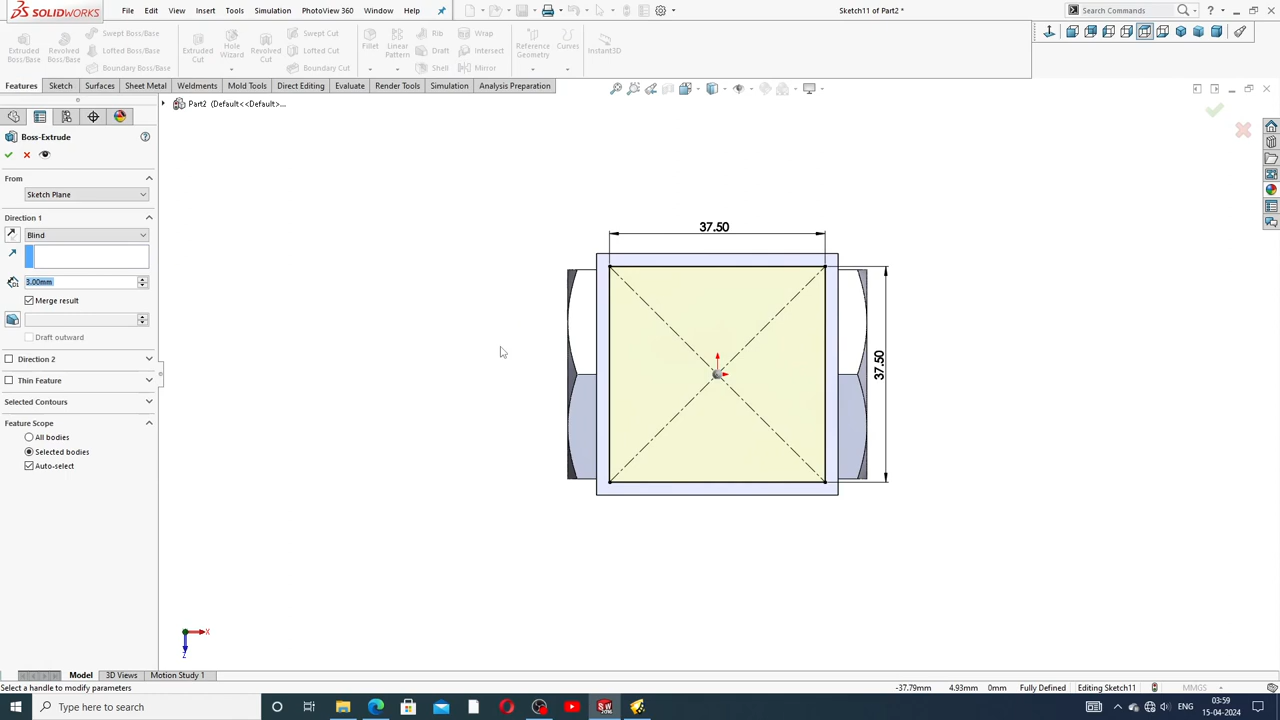 SOLIDWORKS File Edit View Insert Tools Simulation PhotoView 360 Window Help Sketch11 of Part2 * Search Commands
Extruded Boss/Base Revolved Boss/Base Swept Boss/Base Lofted Boss/Base Boundary Boss/Base Extruded Cut Hole Wizard Revolved Cut Swept Cut Lofted Cut Boundary Cut Fillet Linear Pattern Rib Draft Shell Wrap Intersect Mirror Reference Geometry Curves Instant3D
Features Sketch Surfaces Sheet Metal Weldments Mold Tools Direct Editing Evaluate Render Tools Simulation Analysis Preparation
Part2 (Default<<Default>...
Boss-Extrude
From
Sketch Plane
Direction 1
Blind
3.00mm
Merge result
Draft outward
Direction 2
Thin Feature
Selected Contours
Feature Scope
All bodies
Selected bodies
Auto-select
37.50
37.50
X
Z
Model 3D Views Motion Study 1
Select a handle to modify parameters -37.79mm 4.93mm 0mm Fully Defined Editing Sketch11 MMGS
Type here to search ENG 03:59
15-04-2024